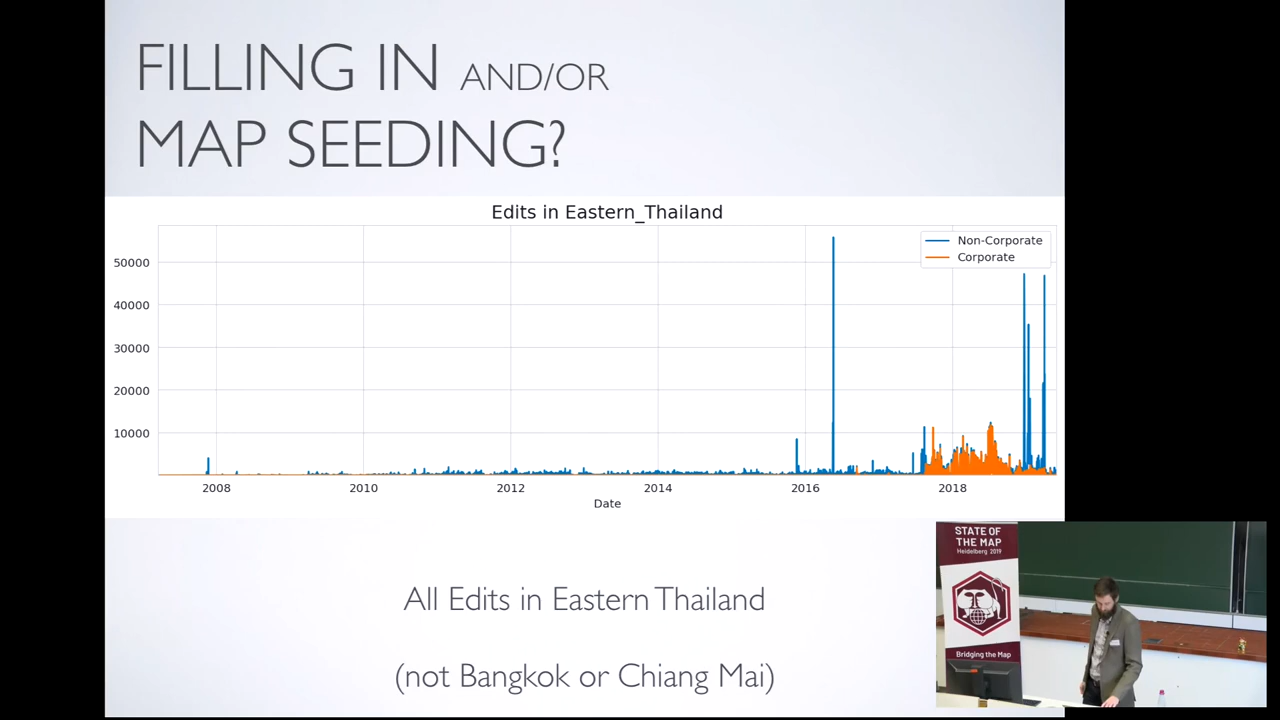 FILLING IN AND/OR
MAP SEEDING?
Edits in Eastern_Thailand
Non-Corporate
Corporate
50000
40000
30000
20000
10000
2008
2010
2012
2014
2016
2018
Date
All Edits in Eastern Thailand
(not Bangkok or Chiang Mai)
STATE OF
THE MAP
Heidelberg 2019
Bridging the Map